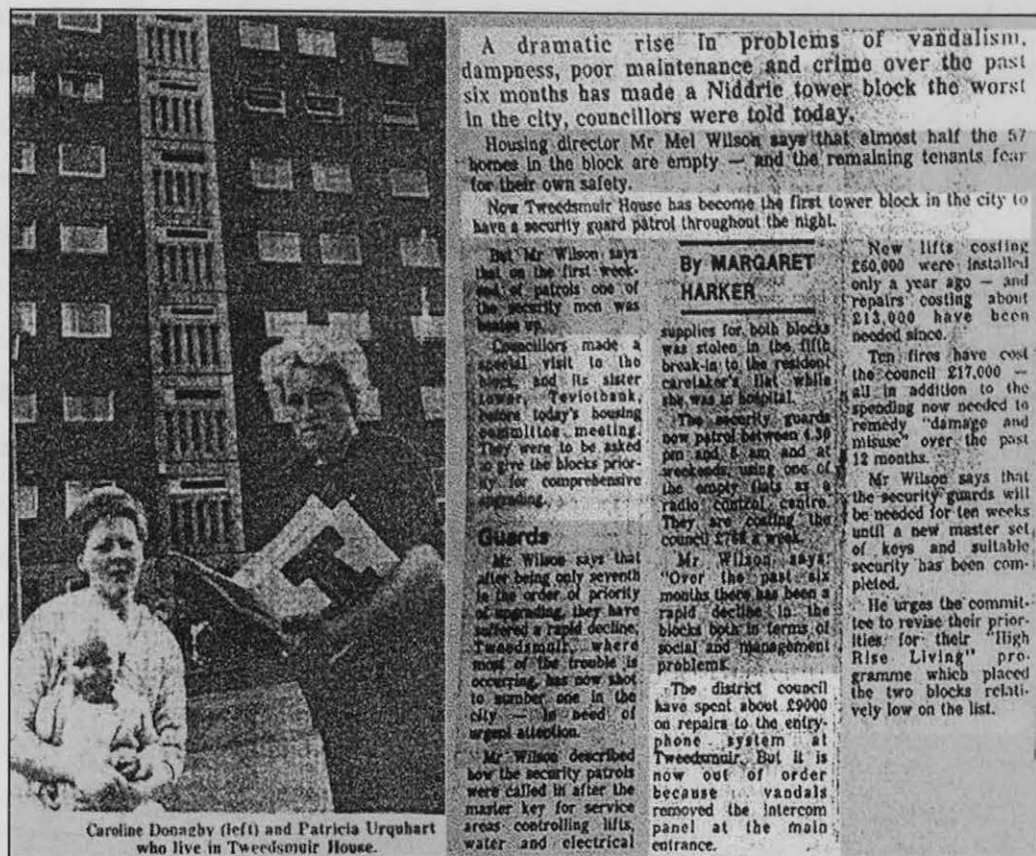 A dramatic rise in problems of vandalism,
dampness, poor maintenance and crime over the past
six months has made a Niddrie tower block the worst
in the city, councillors were told today.
Housing director Mr Mel Wilson says that almost half the 57
homes in the block are empty — and the remaining tenants fear
for their own safety.
Now Tweedsmuir House has become the first tower block in the city to
have a security guard patrol throughout the night.
But Mr Wilson says
that on the first week-
end of patrols one of
the security men was
beaten up.
Councillors made a
special visit to the
block, and its sister
tower, Teviotbank,
before today's housing
committee meeting.
They were to be asked
to give the blocks prior-
ity for comprehensive
upgrading.
Guards
Mr Wilson says that
after being only seventh
in the order of priority
of upgrading, they have
suffered a rapid decline.
Tweedsmuir, where
most of the trouble is
occurring, has now shot
to number one in the
city — in need of
urgent attention.
Mr Wilson described
how the security patrols
were called in after the
master key for service
areas controlling lifts,
water and electrical
By MARGARET
HARKER
supplies for both blocks
was stolen in the fifth
break-in to the resident
caretaker's flat while
she was in hospital.
The security guards
now patrol between 4.30
pm and 8 am and at
weekends, using one of
the empty flats as a
radio control centre.
They are costing the
council a week.
Mr Wilson says:
"Over the past six
months there has been a
rapid decline in the
blocks both in terms of
social and management
problems.
The district council
have spent about £9000
on repairs to the entry-
phone system at
Tweedsmuir. But it is
now out of order
because vandals
removed the intercom
panel at the main
entrance.
New lifts costing
£60,000 were installed
only a year ago — and
repairs costing about
£13,000 have been
needed since.
Ten fires have cost
the council £17,000 —
all in addition to the
spending now needed to
remedy "damage and
misuse" over the past
12 months.
Mr Wilson says that
the security guards will
be needed for ten weeks
until a new master set
of keys and suitable
security has been com-
pleted.
He urges the commit-
tee to revise their prior-
ities for their "High
Rise Living" pro-
gramme which placed
the two blocks relati-
vely low on the list.
Caroline Donagby (left) and Patricia Urquhart
who live in Tweedsmuir House.